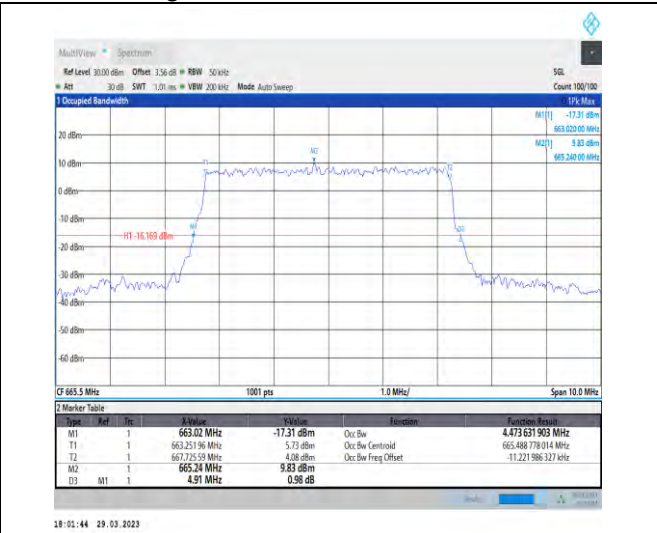 MultiView Spectrum
Ref Level 30.00 dBm Offset 3.56 dB RBW 50 kHz SGL
Att 30 dB SWT 1.01 ms VBW 200 kHz Mode Auto Sweep Count 100/100
1 Occupied Bandwidth 1Pk Max
M1[1] -17.31 dBm
663.020 00 MHz
M2[1] 9.83 dBm
665.240 00 MHz
20 dBm
M2
10 dBm
T1 T2
0 dBm
-10 dBm
M1
H1 -16.169 dBm
D3
-20 dBm
-30 dBm
-40 dBm
-50 dBm
-60 dBm
CF 665.5 MHz 1001 pts 1.0 MHz/ Span 10.0 MHz
2 Marker Table
Type Ref Trc X-Value Y-Value Function Function Result
M1 1 663.02 MHz -17.31 dBm Occ Bw 4.473 631 903 MHz
T1 1 663.251 96 MHz 5.73 dBm Occ Bw Centroid 665.488 778 014 MHz
T2 1 667.725 59 MHz 4.08 dBm Occ Bw Freq Offset -11.221 986 327 kHz
M2 1 665.24 MHz 9.83 dBm
D3 M1 1 4.91 MHz 0.98 dB
18:01:44 29.03.2023